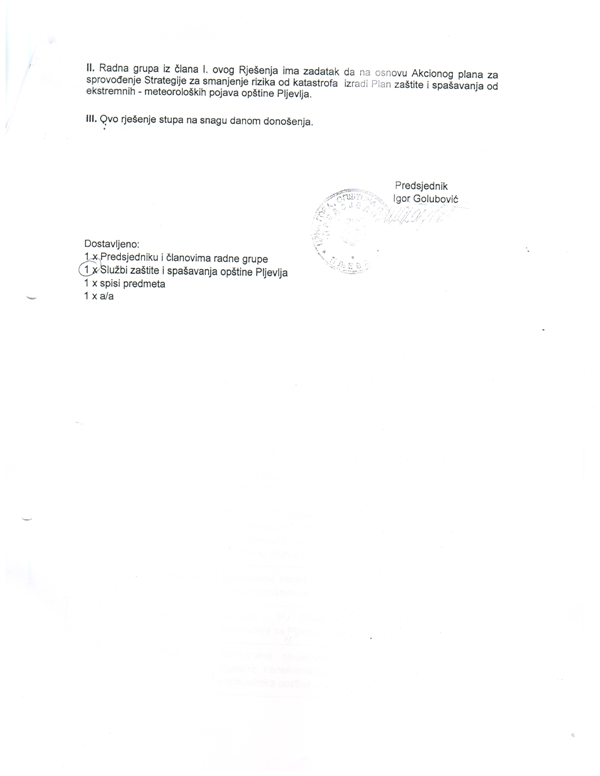 II. Radna grupa iz člana I. ovog Rješenja ima zadatak da na osnovu Akcionog plana za
sprovođenje Strategije za smanjenje rizika od katastrofa izradi Plan zaštite i spašavanja od
ekstremnih - meteoroloških pojava opštine Pljevlja.
III. Ovo rješenje stupa na snagu danom donošenja.
Predsjednik
Igor Golubović
Dostavljeno:
1 x Predsjedniku i članovima radne grupe
1 x Službi zaštite i spašavanja opštine Pljevlja
1 x spisi predmeta
1 x a/a